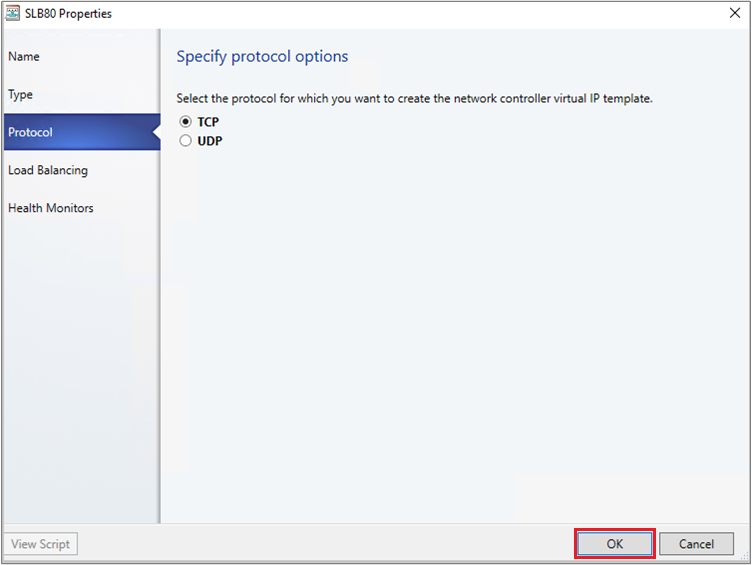 SLB80 Properties
Name
Type
Protocol
Load Balancing
Health Monitors
Specify protocol options
Select the protocol for which you want to create the network controller virtual IP template.
TCP
UDP
View Script
OK
Cancel